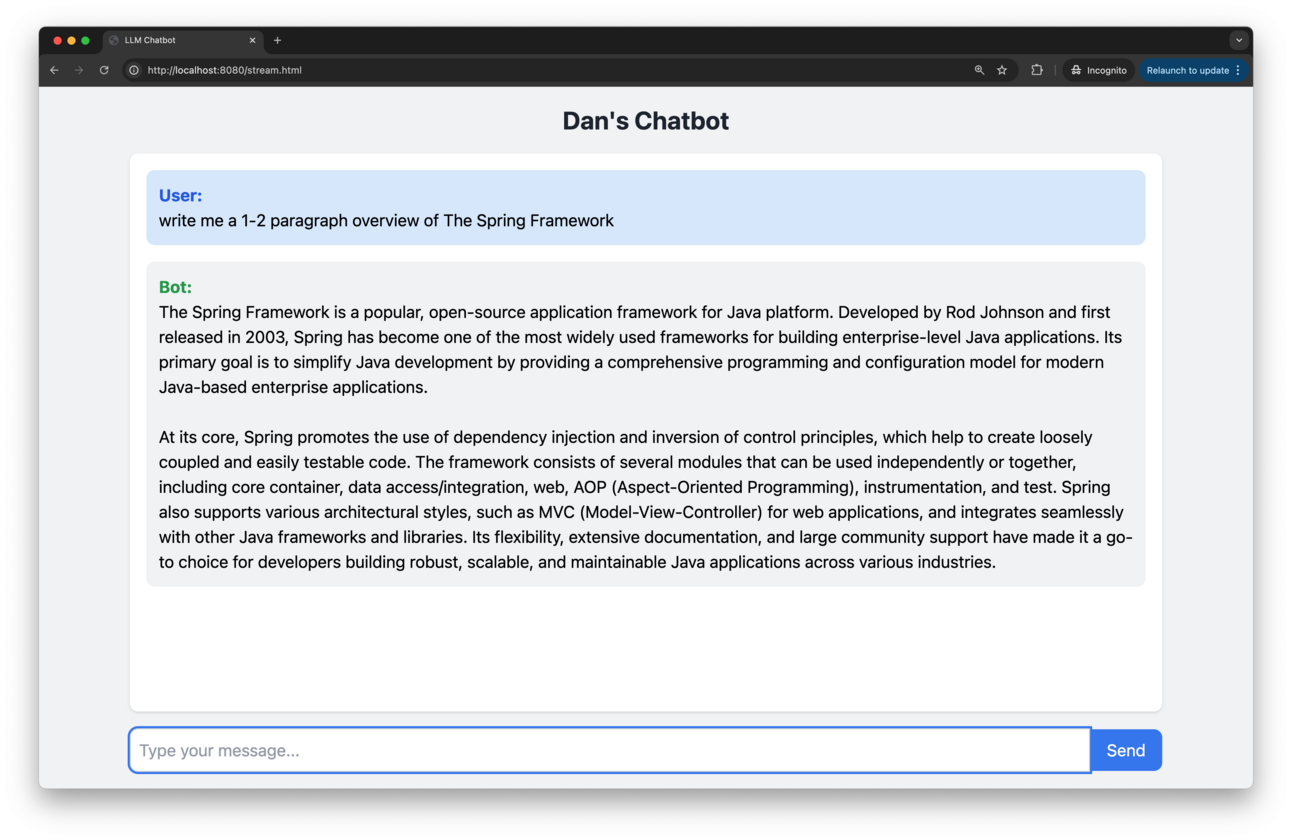 LLM Chatbot
http://localhost:8080/stream.html
Incognito
Relaunch to update
Dan's Chatbot
User:
write me a 1-2 paragraph overview of The Spring Framework
Bot:
The Spring Framework is a popular, open-source application framework for Java platform. Developed by Rod Johnson and first
released in 2003, Spring has become one of the most widely used frameworks for building enterprise-level Java applications. Its
primary goal is to simplify Java development by providing a comprehensive programming and configuration model for modern
Java-based enterprise applications.
At its core, Spring promotes the use of dependency injection and inversion of control principles, which help to create loosely
coupled and easily testable code. The framework consists of several modules that can be used independently or together,
including core container, data access/integration, web, AOP (Aspect-Oriented Programming), instrumentation, and test. Spring
also supports various architectural styles, such as MVC (Model-View-Controller) for web applications, and integrates seamlessly
with other Java frameworks and libraries. Its flexibility, extensive documentation, and large community support have made it a go-
to choice for developers building robust, scalable, and maintainable Java applications across various industries.
Type your message...
Send